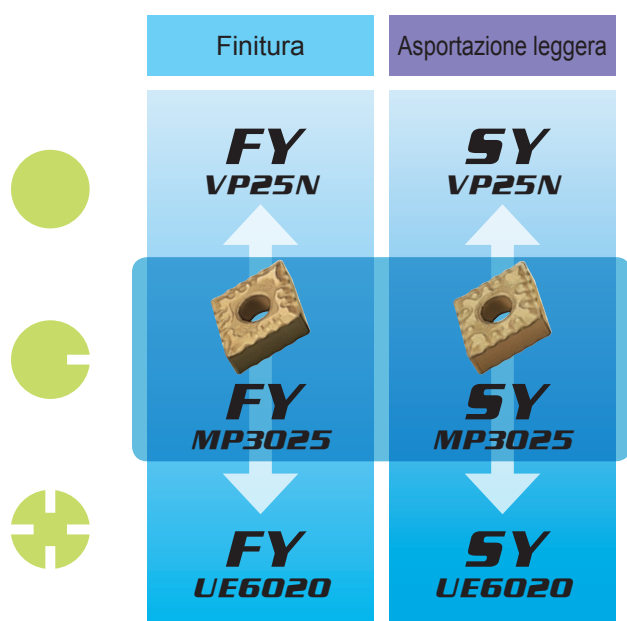 Finitura
Asportazione leggera
FY
VP25N
SY
VP25N
FY
MP3025
SY
MP3025
FY
UE6020
SY
UE6020